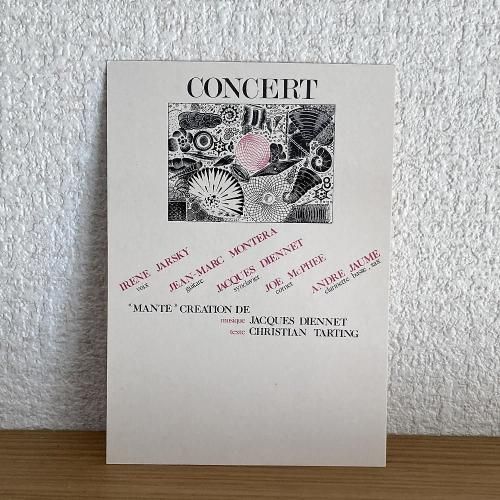 CONCERT
IRENE JARSKY
voix
JEAN-MARC MONTERA
guitare
JACQUES DIENNET
synclavier
JOE McPHEE
cornet
ANDRE JAUME
clarinette basse, sax
"MANTE" CREATION DE
musique JACQUES DIENNET
texte CHRISTIAN TARTING